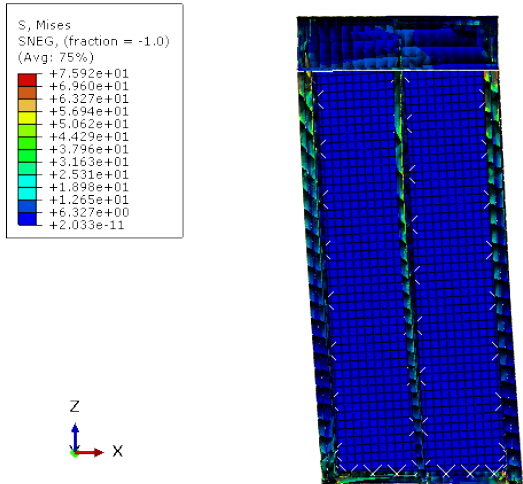 S, Mises
SNEG, (fraction = -1.0)
(Avg: 75%)
+7.592e+01
+6.960e+01
+6.327e+01
+5.694e+01
+5.062e+01
+4.429e+01
+3.796e+01
+3.163e+01
+2.531e+01
+1.898e+01
+1.265e+01
+6.327e+00
+2.033e-11
Z
X